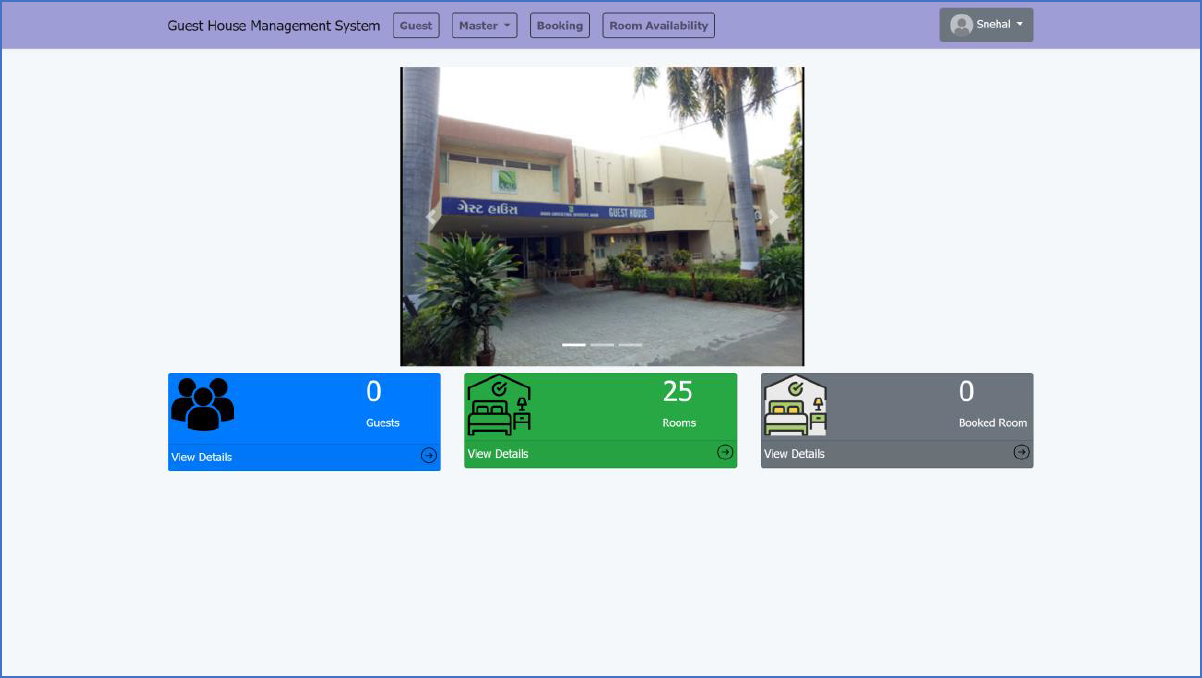 Guest House Management System
Guest
Master
Booking
Room Availability
Snehal
ગેસ્ટ હાઉસ
GUEST HOUSE
0
Guests
View Details
25
Rooms
View Details
0
Booked Room
View Details